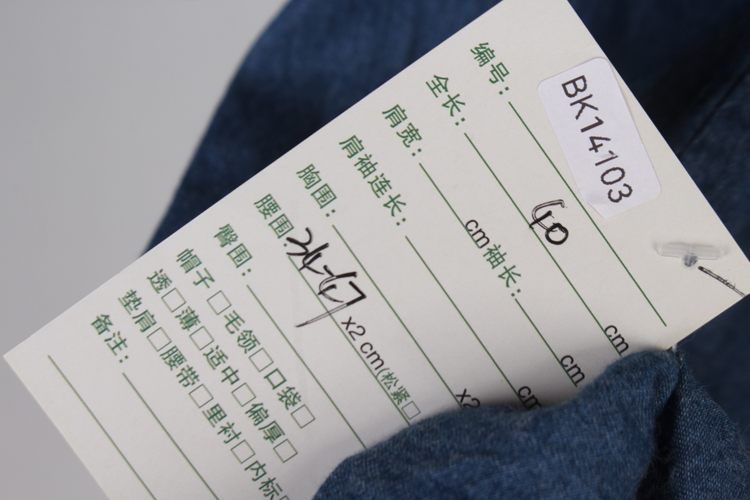 编号: BK14103
全长: 40 cm
肩宽: cm 袖长: cm
肩袖连长: cm
胸围: x2
腰围: x2 cm(松紧□
臀围:
帽子□ 毛领□ 口袋□
透□ 薄□ 适中□ 偏厚□
垫肩□ 腰带□ 里衬□ 内标□
备注: